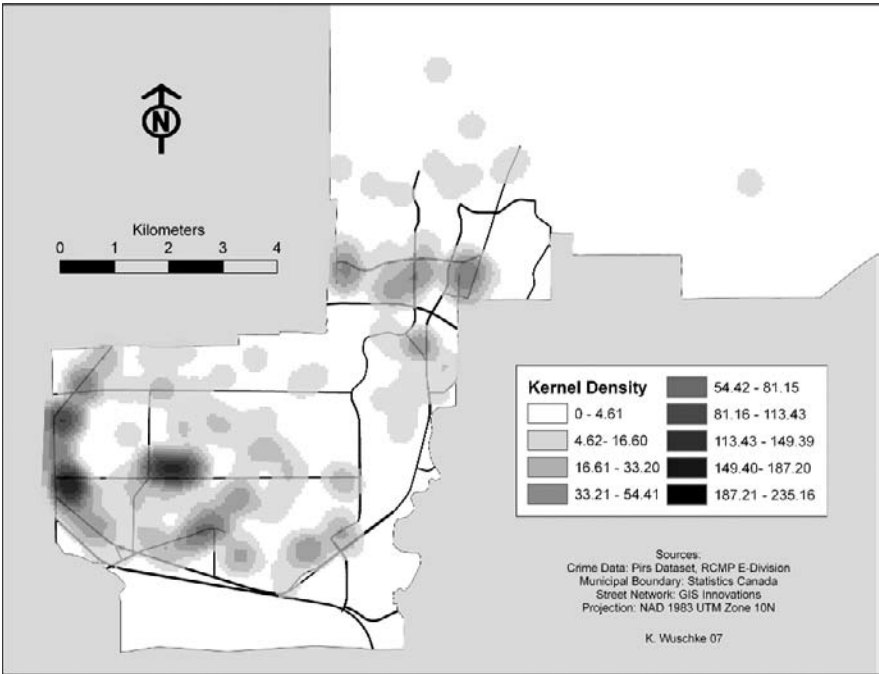 N
Kilometers
0 1 2 3 4
Kernel Density
0 - 4.61
4.62- 16.60
16.61 - 33.20
33.21 - 54.41
54.42 - 81.15
81.16 - 113.43
113.43 - 149.39
149.40- 187.20
187.21 - 235.16
Sources:
Crime Data: Pirs Dataset, RCMP E-Division
Municipal Boundary: Statistics Canada
Street Network: GIS Innovations
Projection: NAD 1983 UTM Zone 10N
K. Wuschke 07